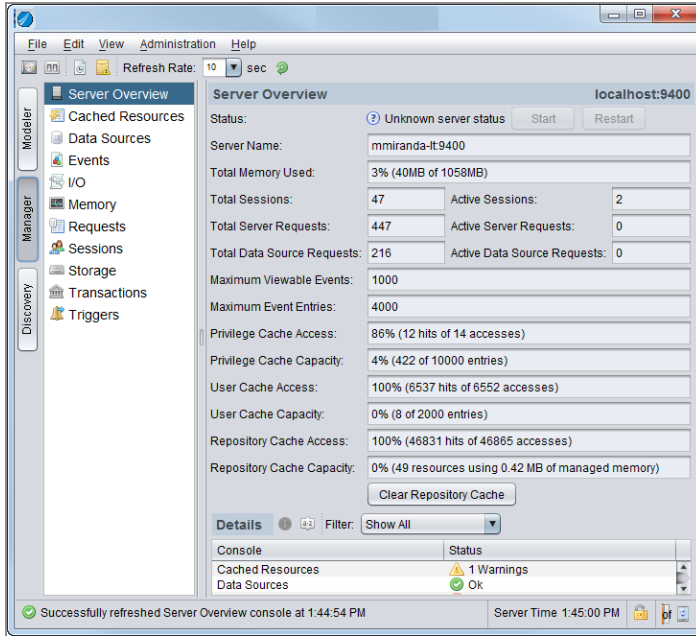 File Edit View Administration Help
Refresh Rate: 10 sec
Modeler
Manager
Discovery
Server Overview
Cached Resources
Data Sources
Events
I/O
Memory
Requests
Sessions
Storage
Transactions
Triggers
Server Overview localhost:9400
Status: Unknown server status Start Restart
Server Name: mmiranda-lt:9400
Total Memory Used: 3% (40MB of 1058MB)
Total Sessions: 47 Active Sessions: 2
Total Server Requests: 447 Active Server Requests: 0
Total Data Source Requests: 216 Active Data Source Requests: 0
Maximum Viewable Events: 1000
Maximum Event Entries: 4000
Privilege Cache Access: 86% (12 hits of 14 accesses)
Privilege Cache Capacity: 4% (422 of 10000 entries)
User Cache Access: 100% (6537 hits of 6552 accesses)
User Cache Capacity: 0% (8 of 2000 entries)
Repository Cache Access: 100% (46831 hits of 46865 accesses)
Repository Cache Capacity: 0% (49 resources using 0.42 MB of managed memory)
Clear Repository Cache
Details Filter: Show All
Console Status
Cached Resources 1 Warnings
Data Sources Ok
Successfully refreshed Server Overview console at 1:44:54 PM Server Time 1:45:00 PM of